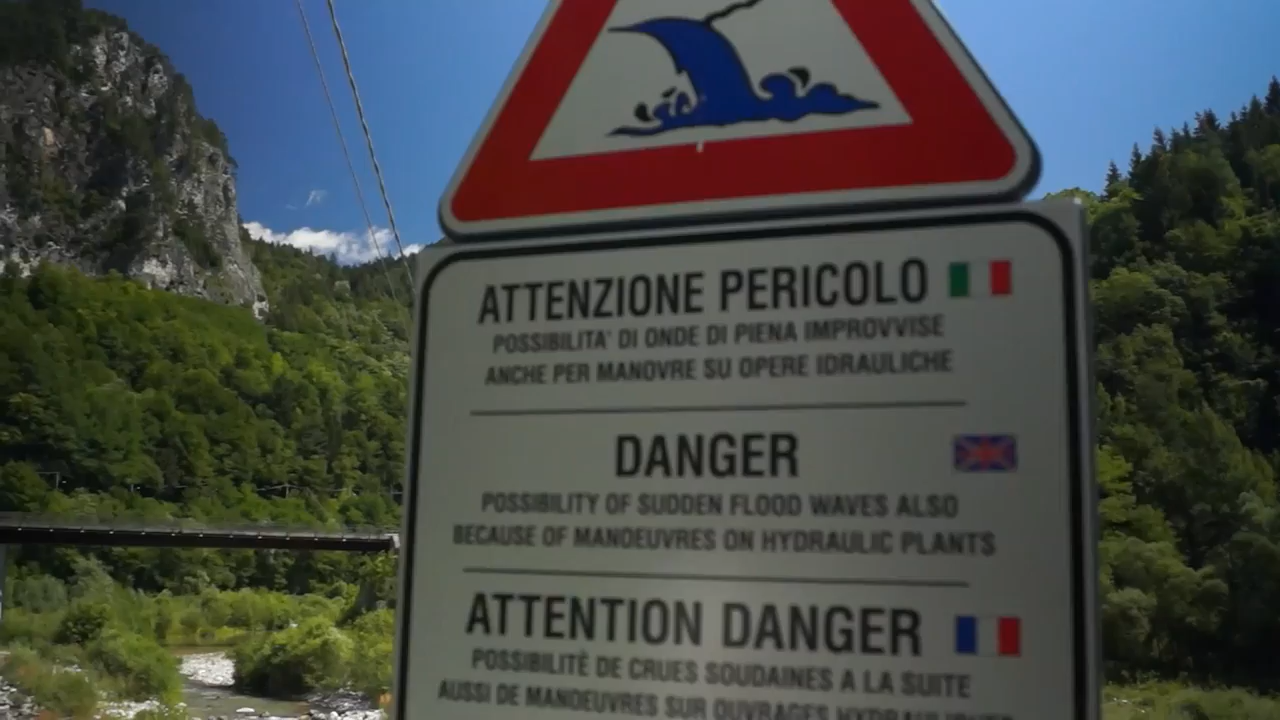 ATTENZIONE PERICOLO
POSSIBILITA' DI ONDE DI PIENA IMPROVVISE
ANCHE PER MANOVRE SU OPERE IDRAULICHE
DANGER
POSSIBILITY OF SUDDEN FLOOD WAVES ALSO
BECAUSE OF MANOEUVRES ON HYDRAULIC PLANTS
ATTENTION DANGER
POSSIBILITÈ DE CRUES SOUDAINES A LA SUITE
AUSSI DE MANOEUVRES SUR OUVRAGES